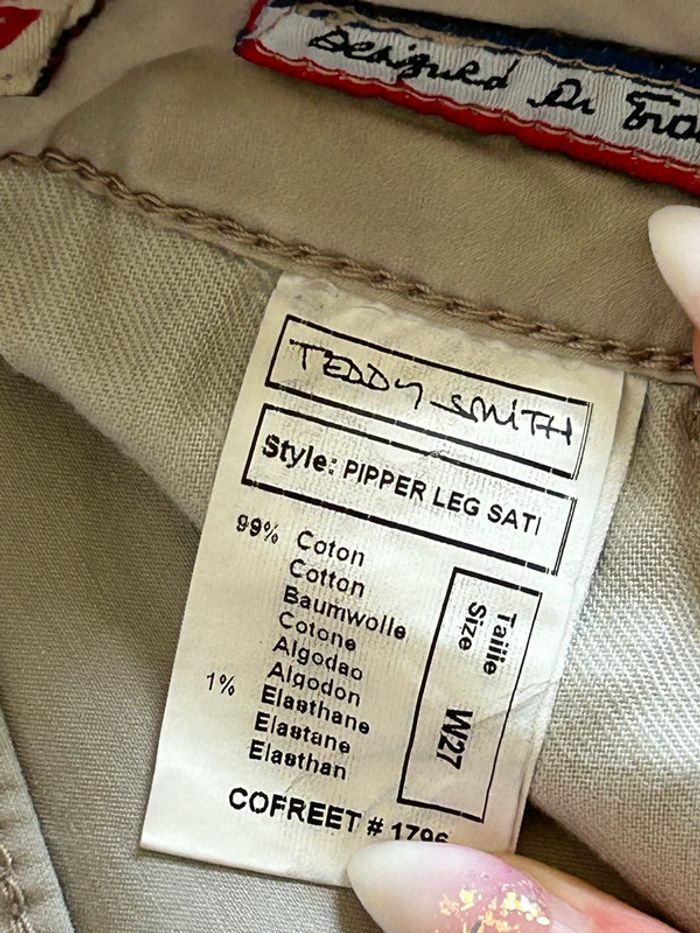 Designed in
TEDDY SMITH
Style: PIPPER LEG SATI
99% Coton
Cotton
Baumwolle
Cotone
Algodao
Algodon
1% Elasthane
Elastane
Elasthan
Taille
Size W27
COFREET # 1796